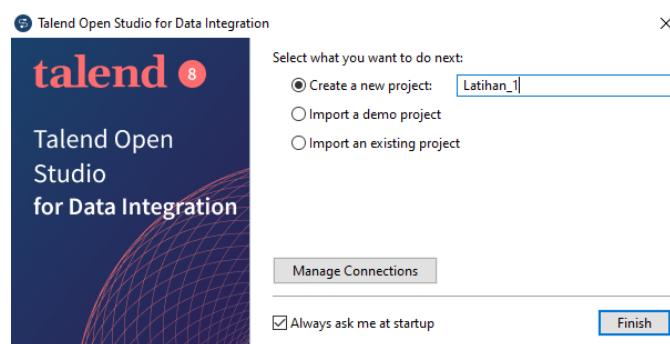 Talend Open Studio for Data Integration
talend 8
Talend Open
Studio
for Data Integration
Select what you want to do next:
Create a new project: Latihan_1
Import a demo project
Import an existing project
Manage Connections
Always ask me at startup
Finish